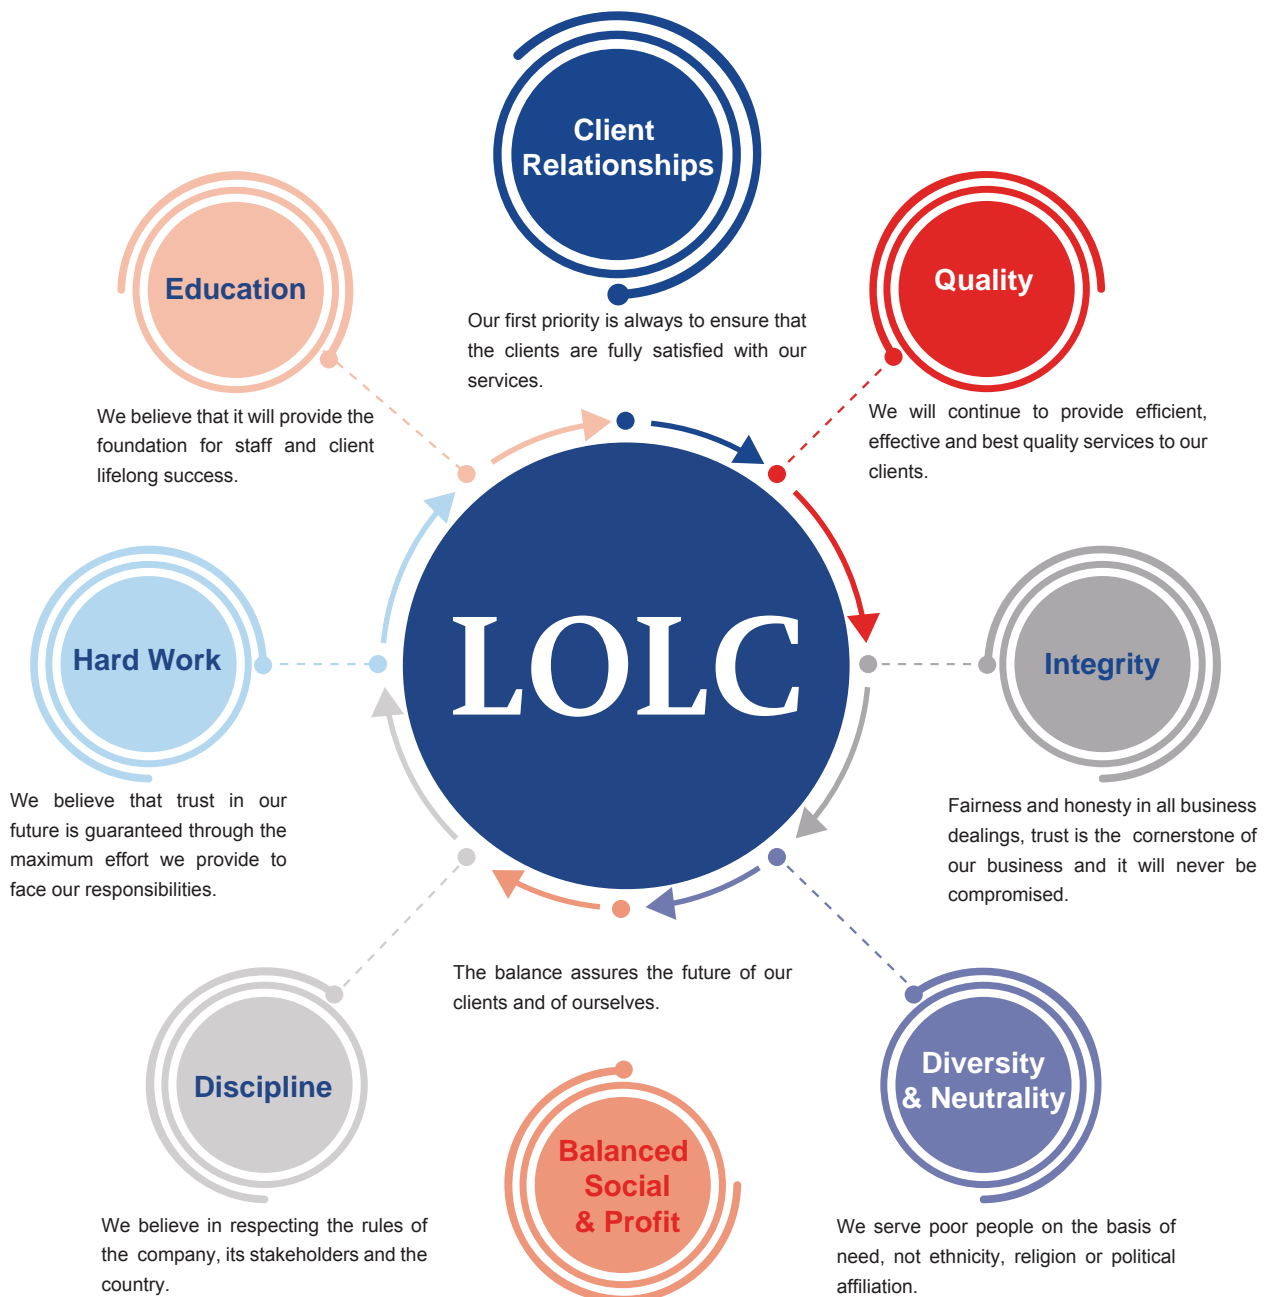 Client
Relationships
Our first priority is always to ensure that
the clients are fully satisfied with our
services.
Quality
We will continue to provide efficient,
effective and best quality services to our
clients.
Integrity
Fairness and honesty in all business
dealings, trust is the cornerstone of
our business and it will never be
compromised.
Diversity
& Neutrality
We serve poor people on the basis of
need, not ethnicity, religion or political
affiliation.
The balance assures the future of our
clients and of ourselves.
Balanced
Social
& Profit
Discipline
We believe in respecting the rules of
the company, its stakeholders and the
country.
Hard Work
We believe that trust in our
future is guaranteed through the
maximum effort we provide to
face our responsibilities.
Education
We believe that it will provide the
foundation for staff and client
lifelong success.
LOLC